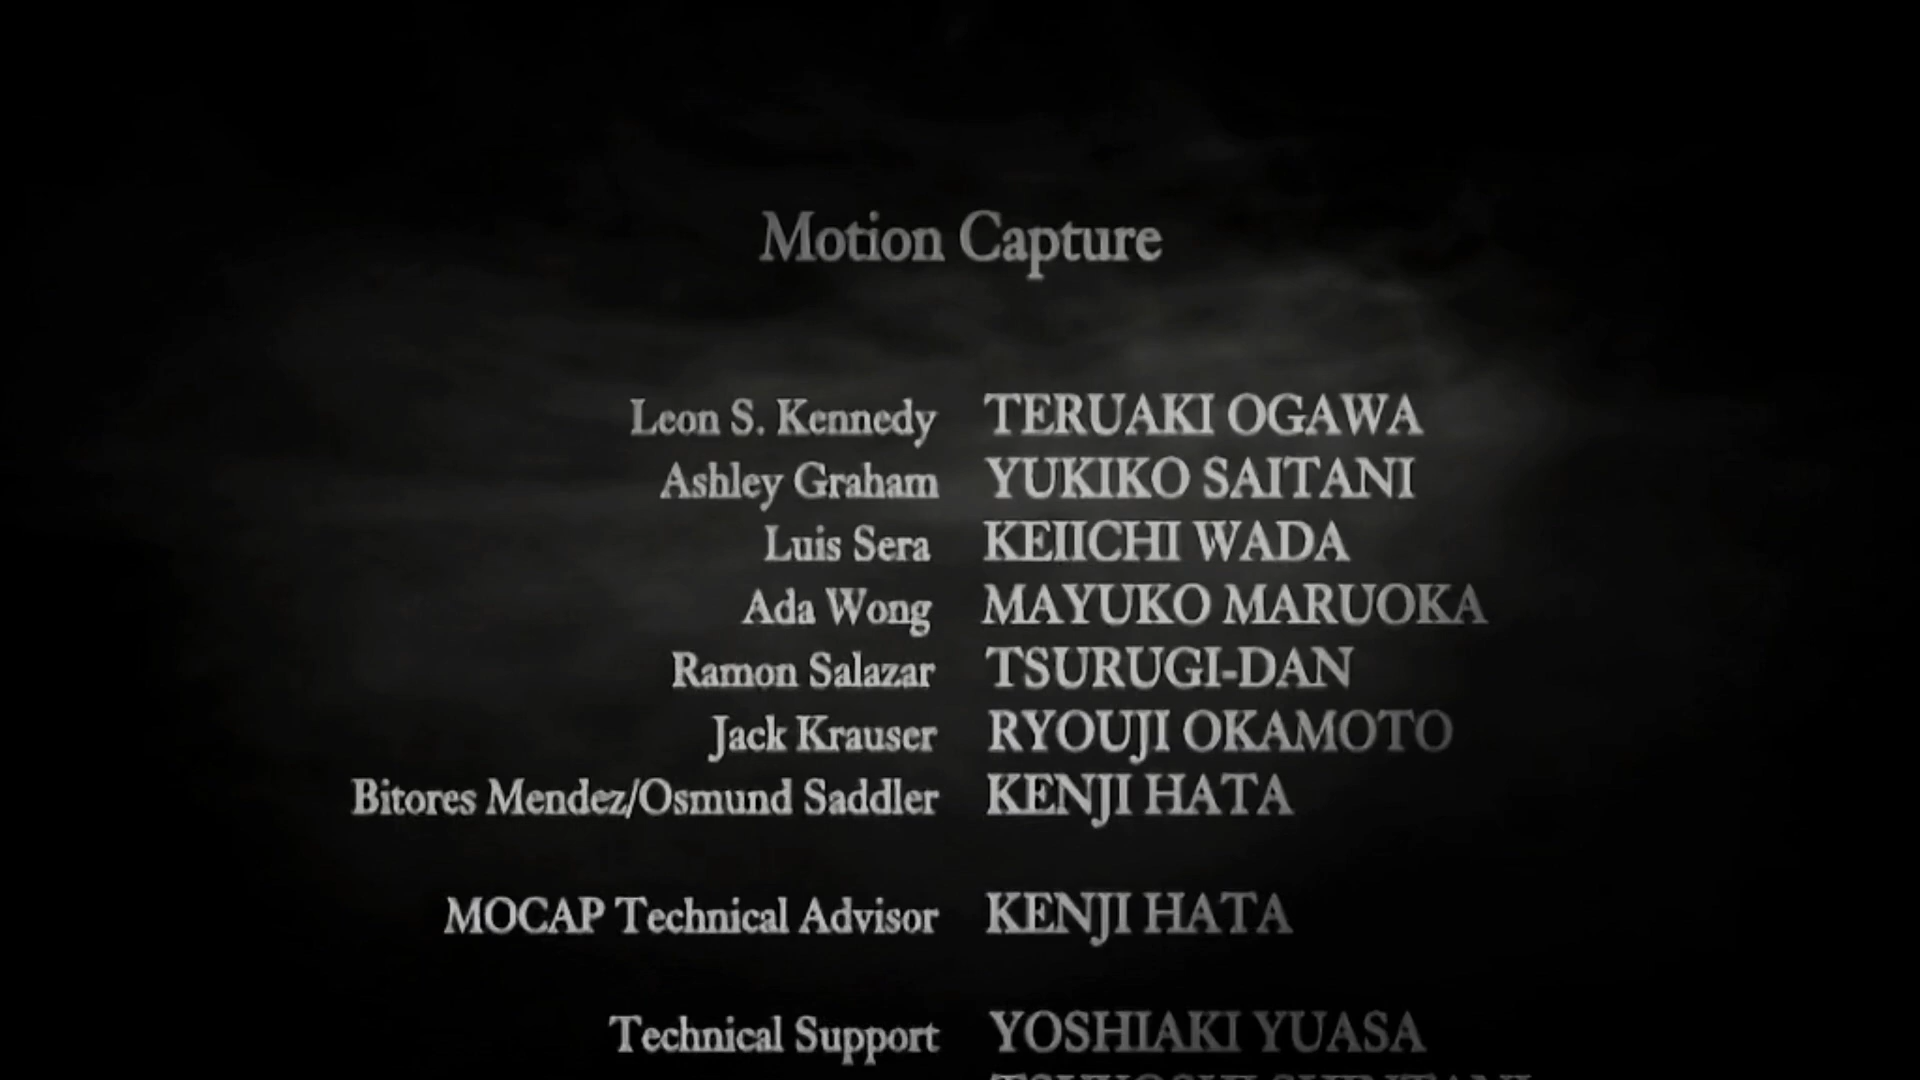 Motion Capture
Leon S. Kennedy TERUAKI OGAWA
Ashley Graham YUKIKO SAITANI
Luis Sera KEIICHI WADA
Ada Wong MAYUKO MARUOKA
Ramon Salazar TSURUGI-DAN
Jack Krauser RYOUJI OKAMOTO
Bitores Mendez/Osmund Saddler KENJI HATA
MOCAP Technical Advisor KENJI HATA
Technical Support YOSHIAKI YUASA